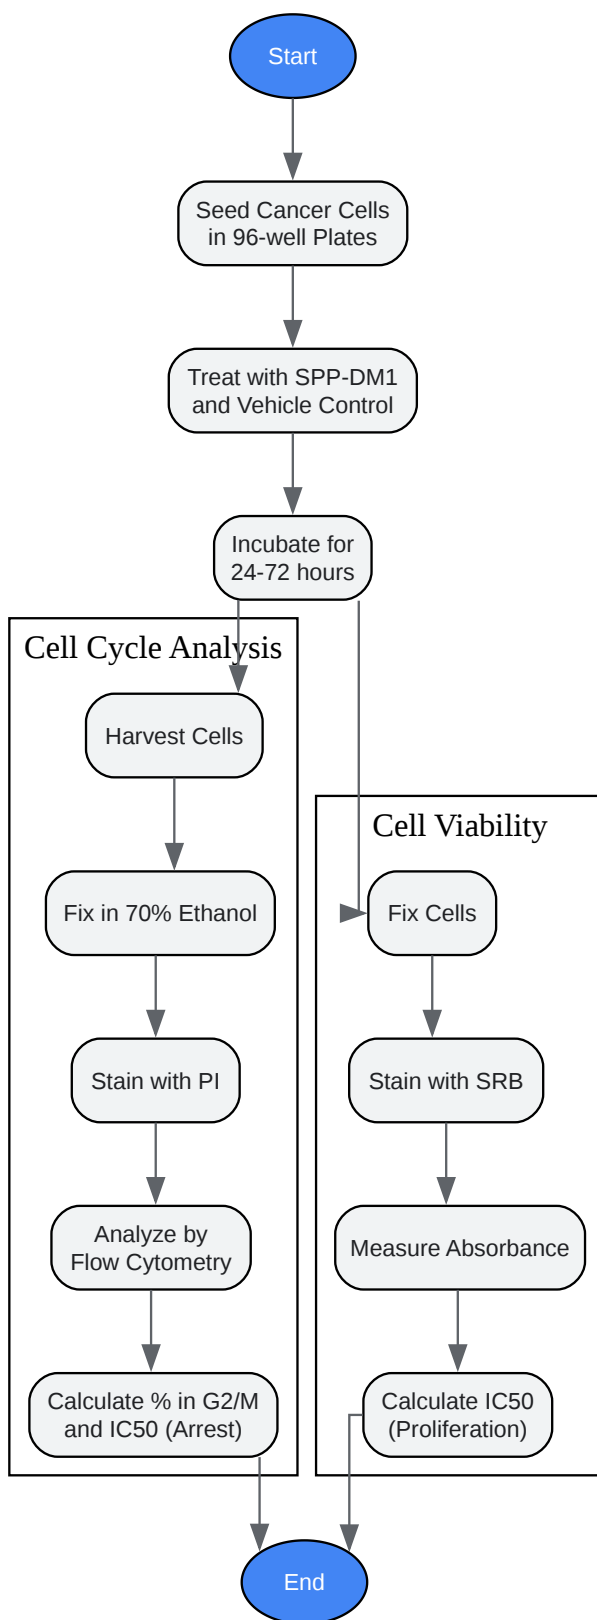 Start
Seed Cancer Cells
in 96-well Plates
Treat with SPP-DM1
and Vehicle Control
Incubate for
24-72 hours
Cell Cycle Analysis
Harvest Cells
Fix in 70% Ethanol
Stain with PI
Analyze by
Flow Cytometry
Calculate % in G2/M
and IC50 (Arrest)
Cell Viability
Fix Cells
Stain with SRB
Measure Absorbance
Calculate IC50
(Proliferation)
End